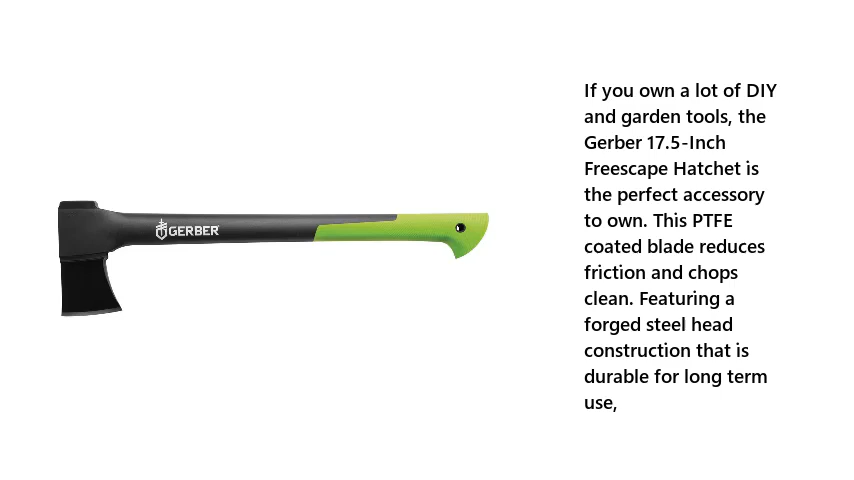 GERBER
If you own a lot of DIY
and garden tools, the
Gerber 17.5-Inch
Freescape Hatchet is
the perfect accessory
to own. This PTFE
coated blade reduces
friction and chops
clean. Featuring a
forged steel head
construction that is
durable for long term
use,